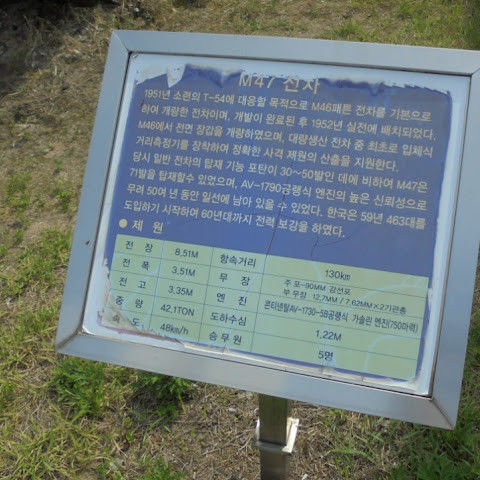 M47 전차
1951년 소련의 T-54에 대응할 목적으로 M46패튼 전차를 기본으로
하여 개량한 전차이며, 개발이 완료된 후 1952년 실전에 배치되었다.
M46에서 전면 장갑을 개량하였으며, 대량생산 전차 중 최초로 입체식
거리측정기를 장착하여 정확한 사격 제원의 산출을 지원한다.
당시 일반 전차의 탑재 기능 포탄이 30~50발인 데에 비하여 M47은
71발을 탑재할수 있었으며, AV-1790공랭식 엔진의 높은 신뢰성으로
무려 50여 년 동안 일선에 남아 있을 수 있었다. 한국은 59년 463대를
도입하기 시작하여 60년대까지 전력 보강을 하였다.
● 제 원
전 장 8,51M 항속거리 130km
전 폭 3,51M 무 장 주 포-90MM 강선포
부 무장 12.7MM / 7.62MM×2기관총
전 고 3,35M 엔 진 콘티넨탈AV-1730-5B공랭식 가솔린 엔진(750마력)
중 량 42,1TON 도하수심 1,22M
속 도 48km/h 승무원 5명